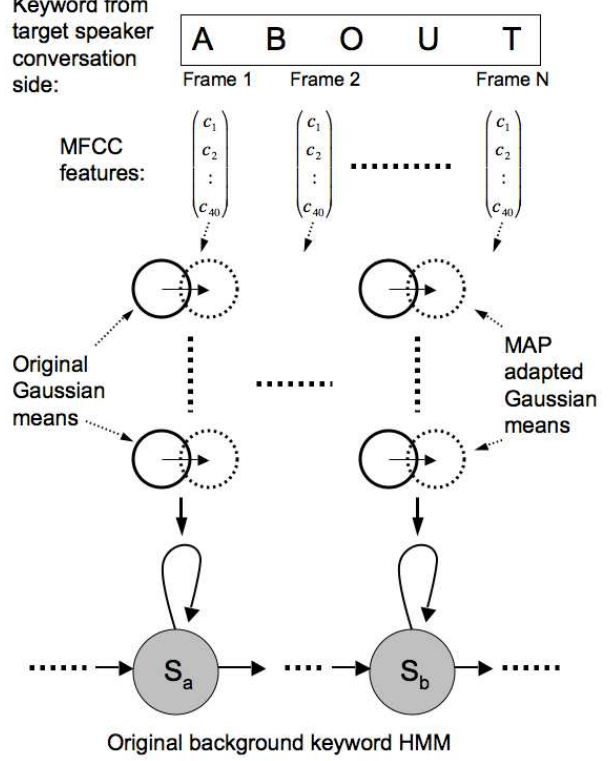 Keyword from
target speaker
conversation
side:
A B O U T
Frame 1 Frame 2 Frame N
MFCC
features:
c1 c1 c1
c2 c2 c2
: : :
c40 c40 c40
Original
Gaussian
means
MAP
adapted
Gaussian
means
Sa Sb
Original background keyword HMM